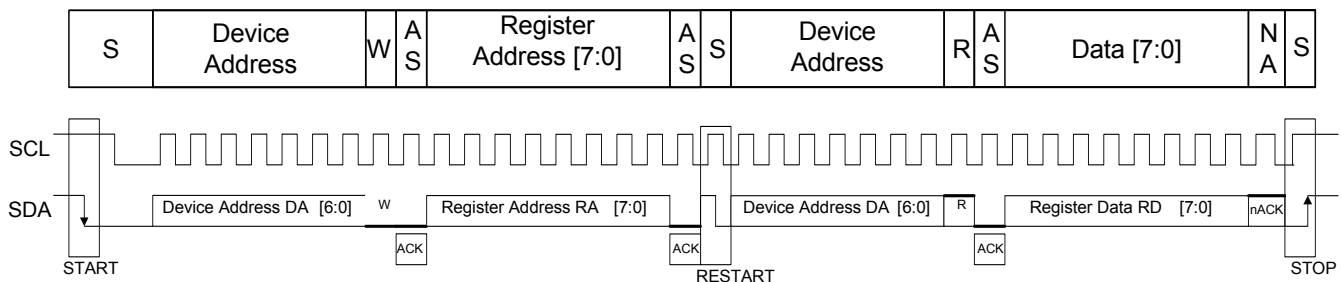 S
Device Address
W
A S
Register Address [7:0]
A S
S
Device Address
R
A S
Data [7:0]
N A
S
SCL
SDA
Device Address DA [6:0]
W
Register Address RA [7:0]
Device Address DA [6:0]
R
Register Data RD [7:0]
nACK
ACK
ACK
ACK
START
RESTART
STOP